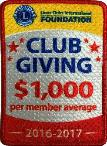 Lions Clubs International
FOUNDATION
CLUB
GIVING
$1,000
per member average
2016-2017